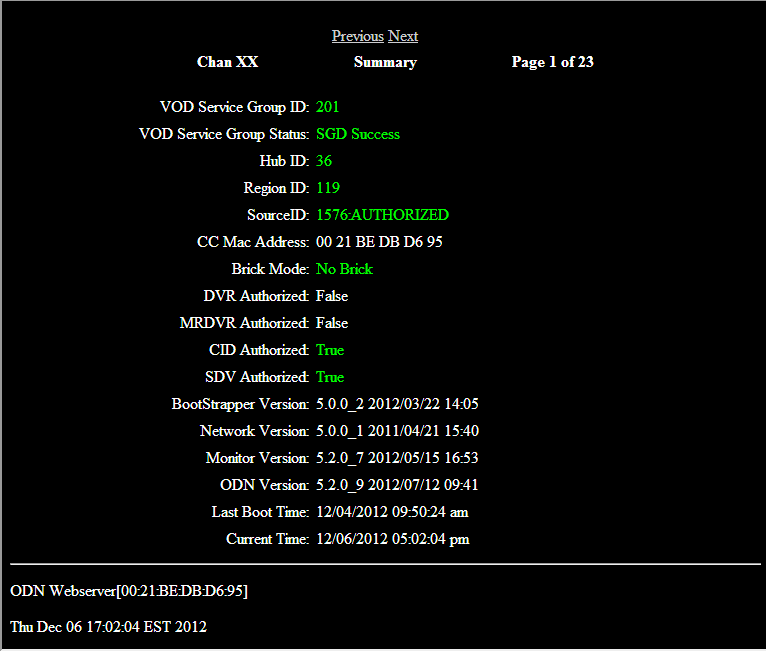 Previous Next
Chan XX Summary Page 1 of 23
VOD Service Group ID: 201
VOD Service Group Status: SGD Success
Hub ID: 36
Region ID: 119
SourceID: 1576:AUTHORIZED
CC Mac Address: 00 21 BE DB D6 95
Brick Mode: No Brick
DVR Authorized: False
MRDVR Authorized: False
CID Authorized: True
SDV Authorized: True
BootStrapper Version: 5.0.0_2 2012/03/22 14:05
Network Version: 5.0.0_1 2011/04/21 15:40
Monitor Version: 5.2.0_7 2012/05/15 16:53
ODN Version: 5.2.0_9 2012/07/12 09:41
Last Boot Time: 12/04/2012 09:50:24 am
Current Time: 12/06/2012 05:02:04 pm
ODN Webserver[00:21:BE:DB:D6:95]
Thu Dec 06 17:02:04 EST 2012